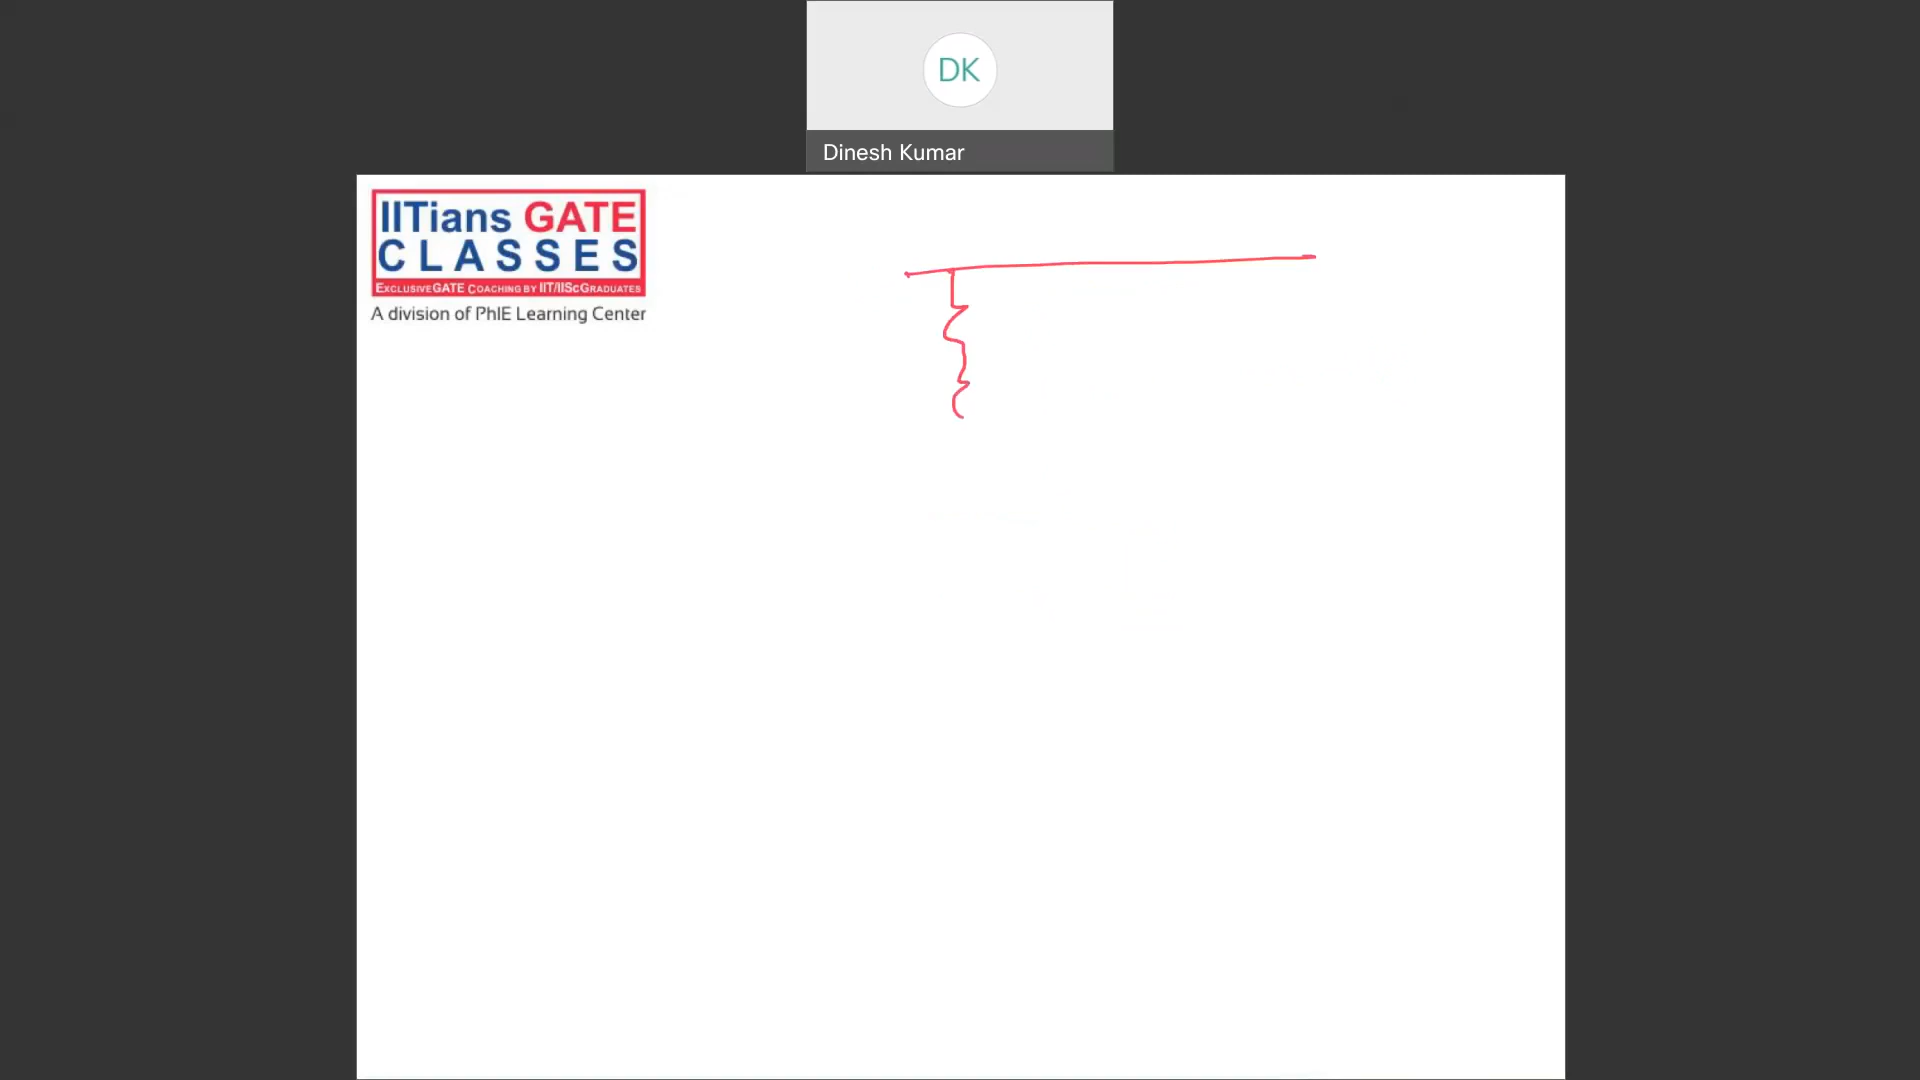 DK
Dinesh Kumar
IITians GATE
CLASSES
EXCLUSIVE GATE COACHING BY IIT/IISc GRADUATES
A division of PhIE Learning Center